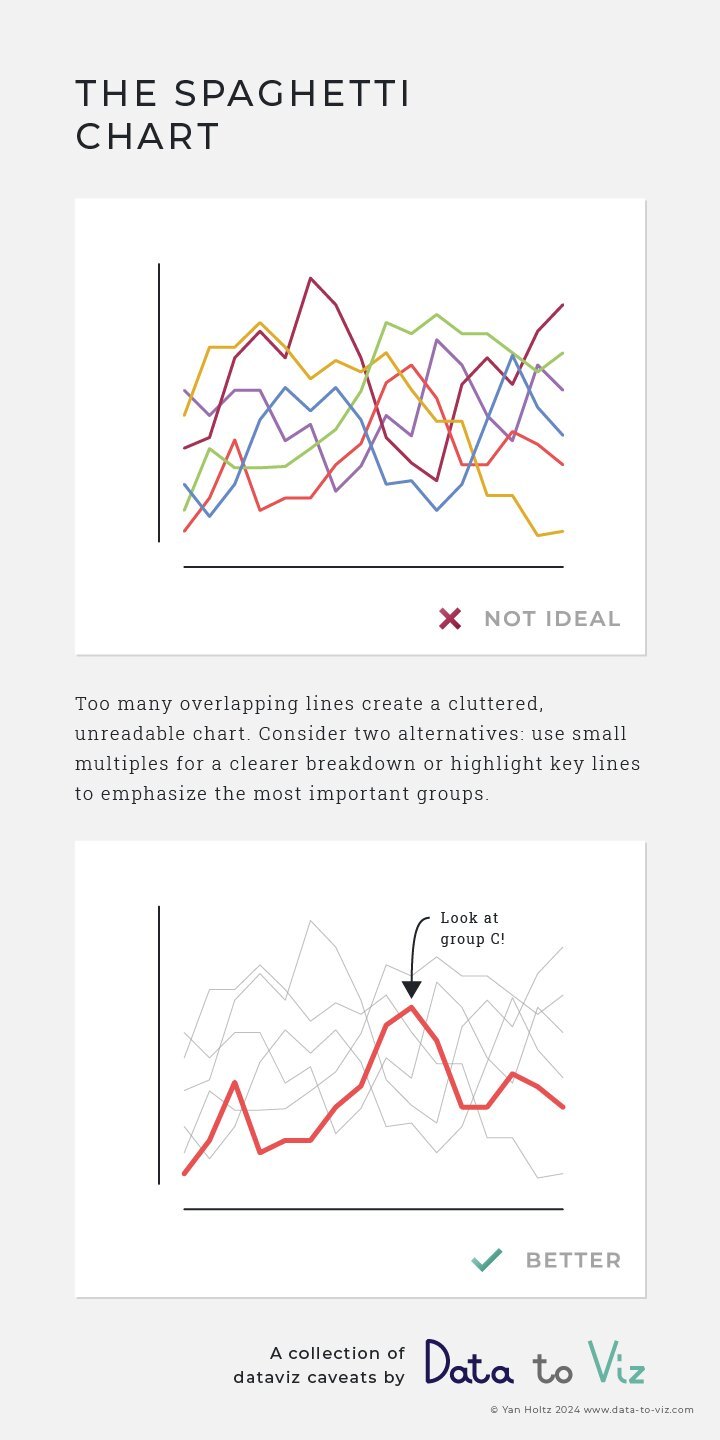 THE SPAGHETTI
CHART
NOT IDEAL
Too many overlapping lines create a cluttered,
unreadable chart. Consider two alternatives: use small
multiples for a clearer breakdown or highlight key lines
to emphasize the most important groups.
Look at
group C!
BETTER
A collection of
dataviz caveats by
Data to Viz
© Yan Holtz 2024 www.data-to-viz.com